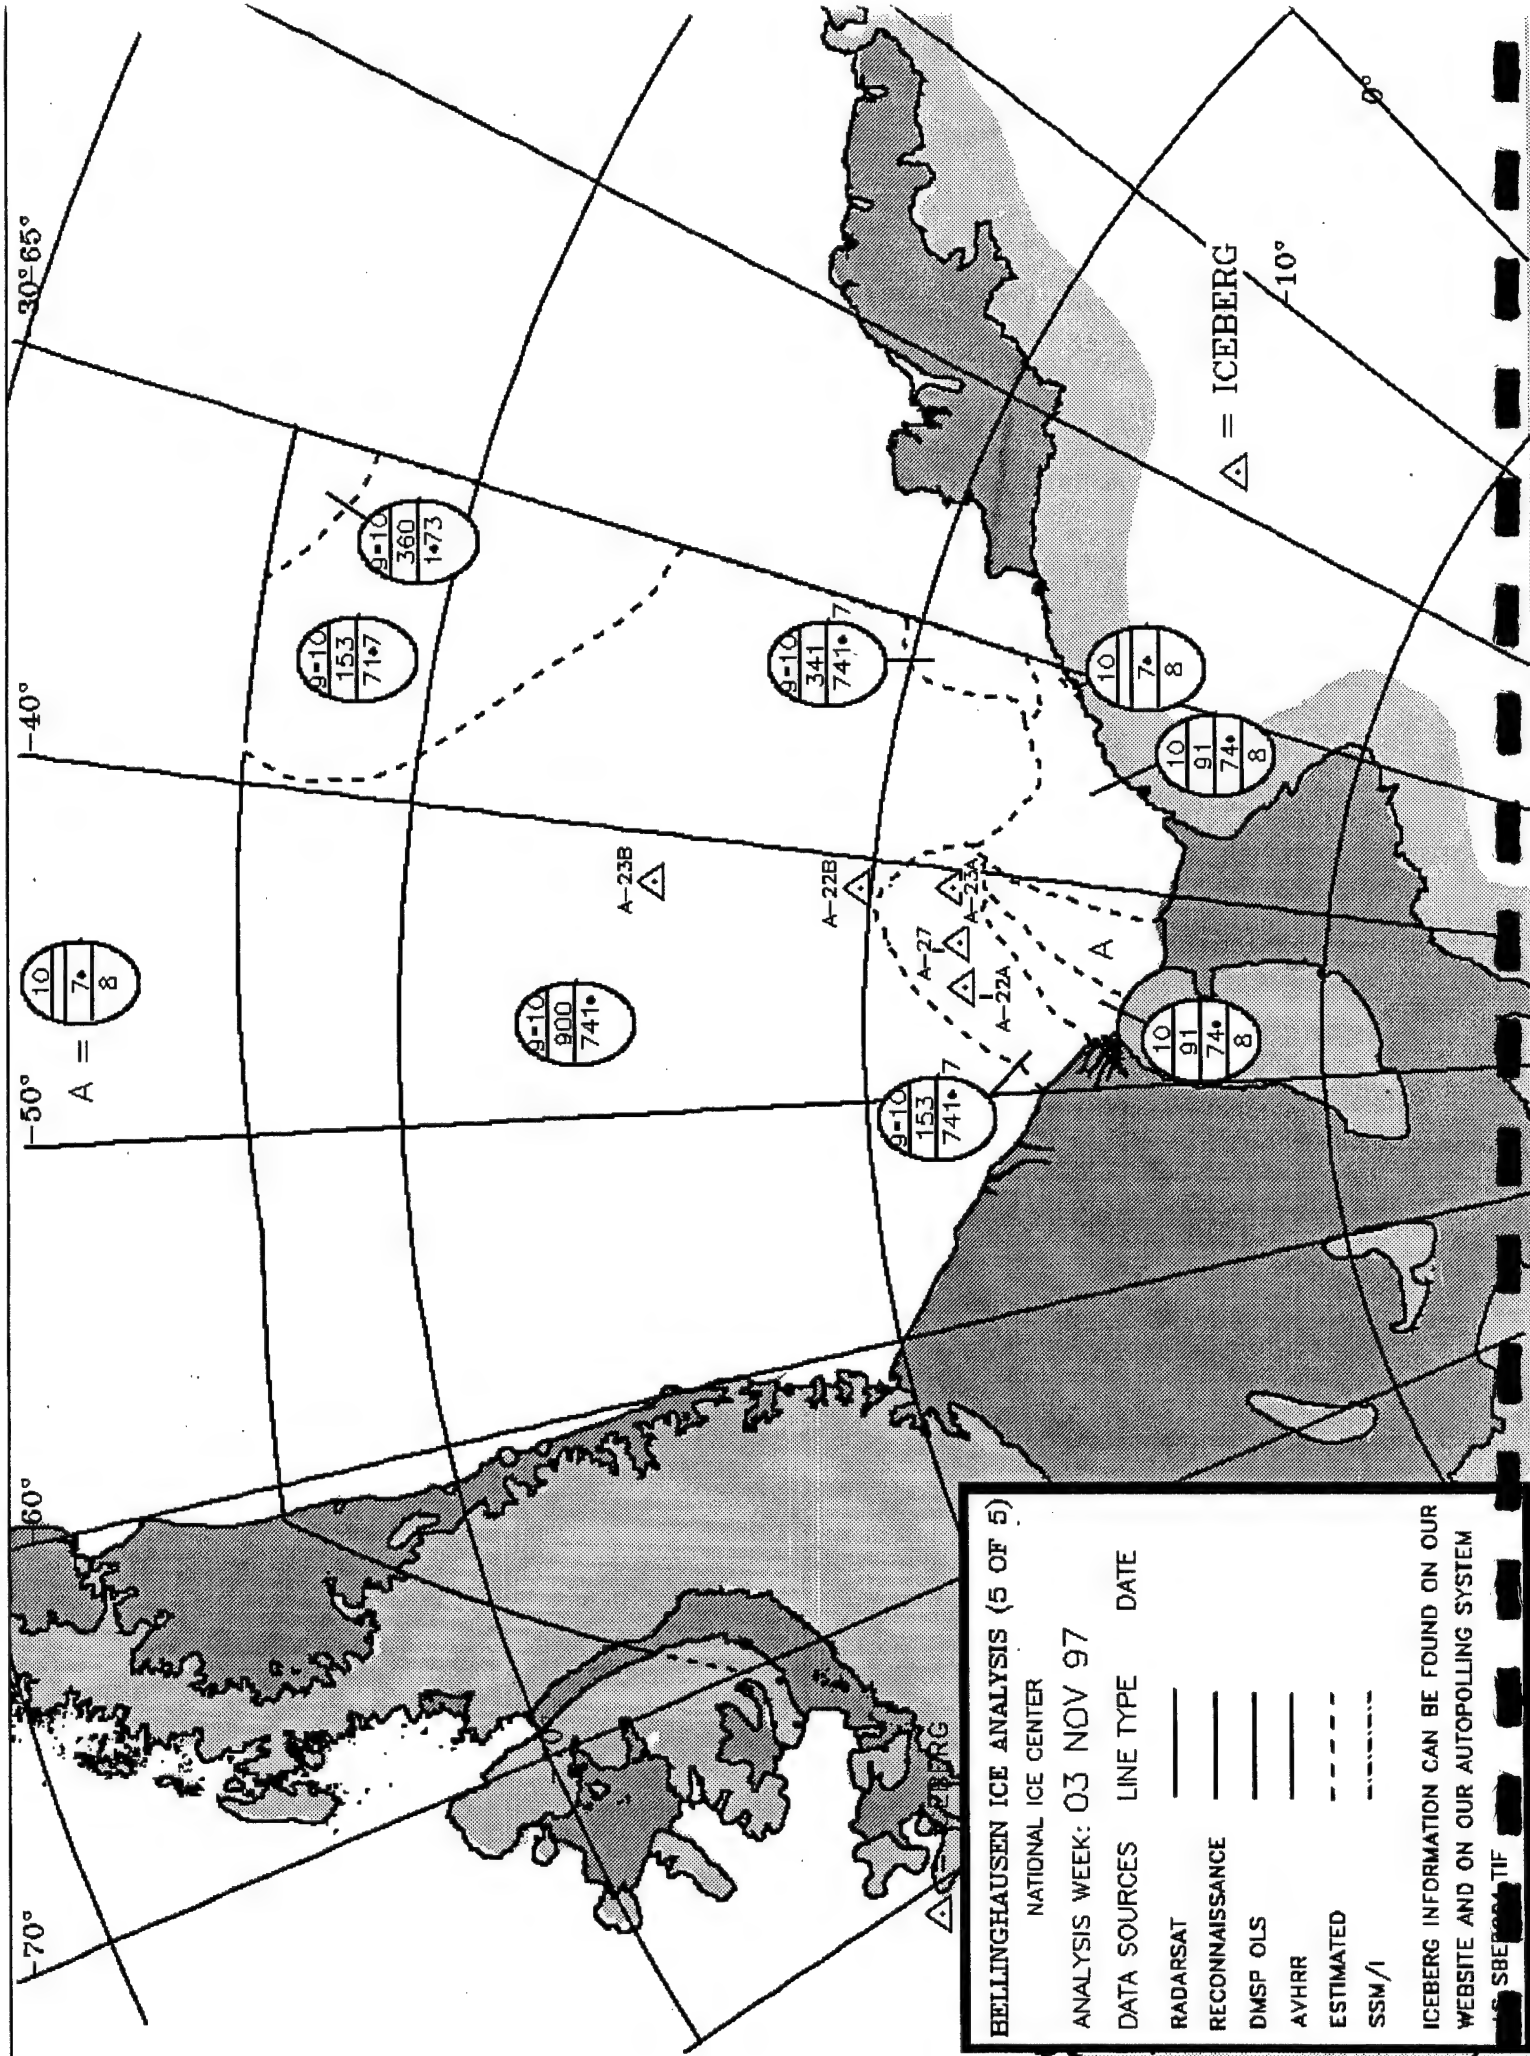 -70°
-60°
-50°
-40°
30°-65°
A =
10
7•
8
9-10
153
71•7
9-10
360
1•73
9-10
900
741•
A-23B
9-10
341
741•
7
A-22B
A-27
A-23A
A-22A
A
9-10
153
741•
7
10
7•
8
10
91
74•
8
10
91
74•
8
△ = ICEBERG
-10°
0°
BELLINGHAUSEN ICE ANALYSIS (5 OF 5)
NATIONAL ICE CENTER
ANALYSIS WEEK: 03 NOV 97
DATA SOURCES LINE TYPE DATE
RADARSAT
RECONNAISSANCE
DMSP OLS
AVHRR
ESTIMATED
SSM/I
ICEBERG INFORMATION CAN BE FOUND ON OUR
WEBSITE AND ON OUR AUTOPOLLING SYSTEM